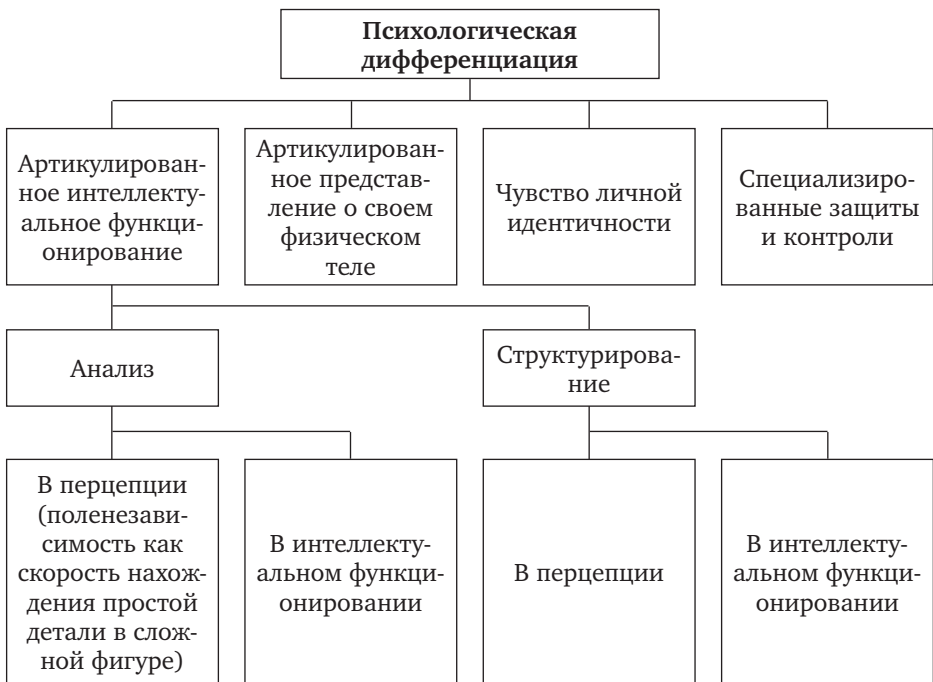 Психологическая
дифференциация
Артикулирован-
ное интеллекту-
альное функци-
онирование
Артикулирован-
ное представ-
ление о своем
физическом
теле
Чувство личной
идентичности
Специализиро-
ванные защиты
и контроли
Анализ
Структурирова-
ние
В перцепции
(поленезави-
симость как
скорость нахож-
дения простой
детали в слож-
ной фигуре)
В интеллекту-
альном функци-
онировании
В перцепции
В интеллекту-
альном функци-
онировании